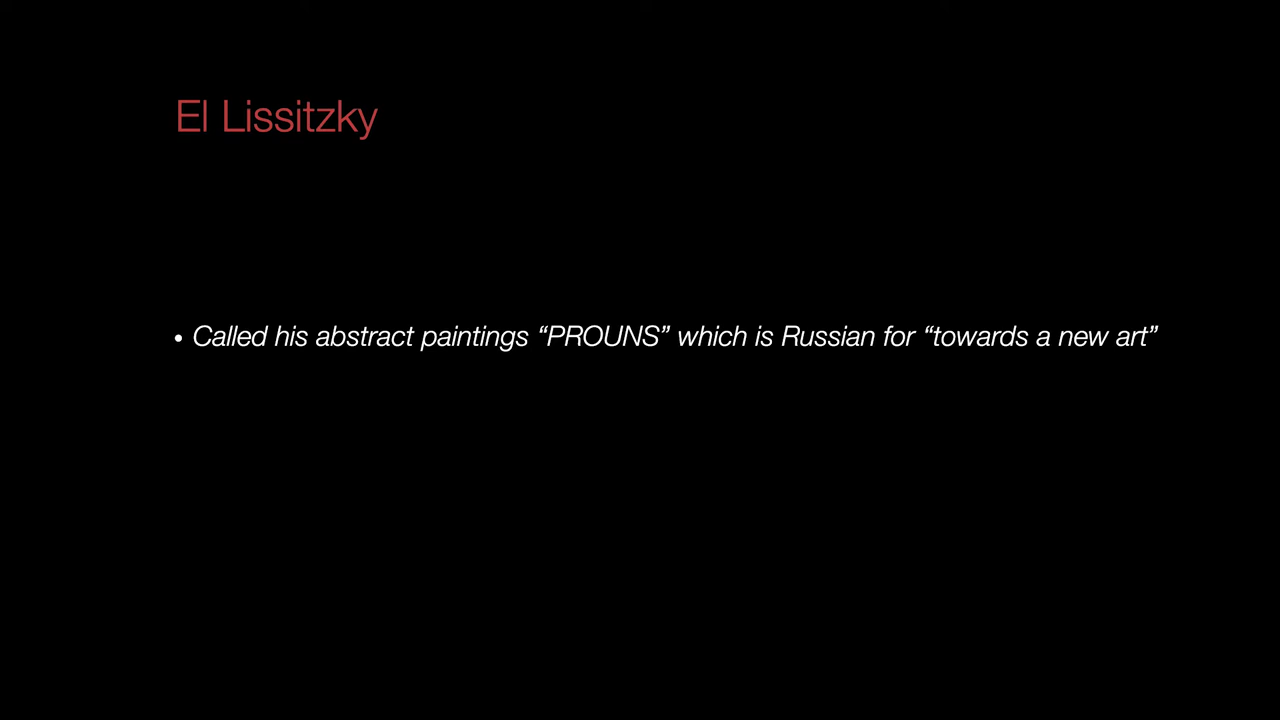 El Lissitzky
• Called his abstract paintings “PROUNS” which is Russian for “towards a new art”